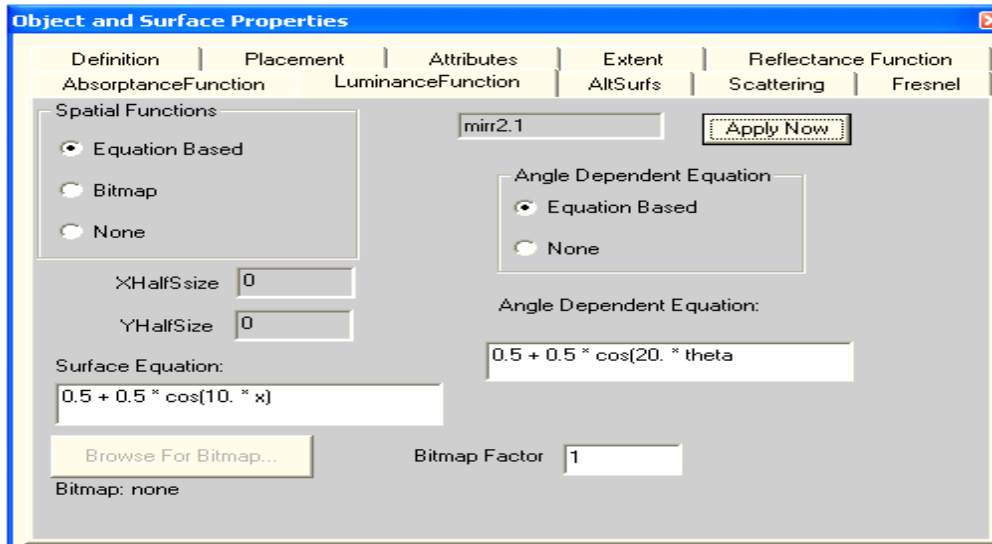 Object and Surface Properties
Definition Placement Attributes Extent Reflectance Function
AbsorptanceFunction LuminanceFunction AltSurfs Scattering Fresnel
Spatial Functions
Equation Based
Bitmap
None
mirr2.1
Apply Now
Angle Dependent Equation
Equation Based
None
XHalfSsize 0
YHalfSize 0
Angle Dependent Equation:
0.5 + 0.5 * cos(20. * theta
Surface Equation:
0.5 + 0.5 * cos(10. * x)
Browse For Bitmap...
Bitmap Factor 1
Bitmap: none